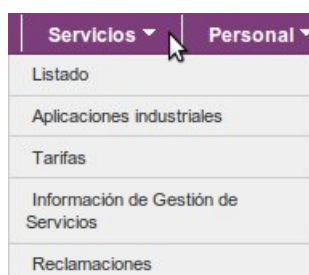 Servicios Personal
Listado
Aplicaciones industriales
Tarifas
Información de Gestión de
Servicios
Reclamaciones